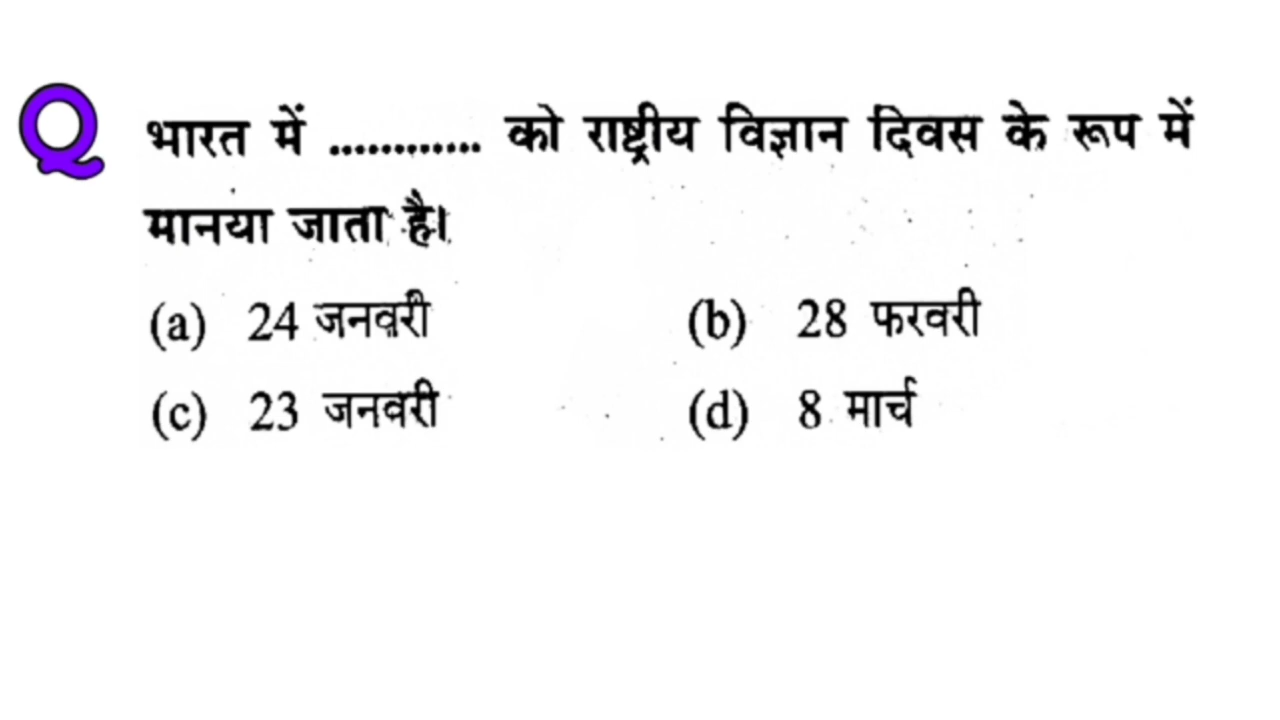 Q भारत में ............ को राष्ट्रीय विज्ञान दिवस के रूप में
मानया जाता है।
(a) 24 जनवरी (b) 28 फरवरी
(c) 23 जनवरी (d) 8 मार्च